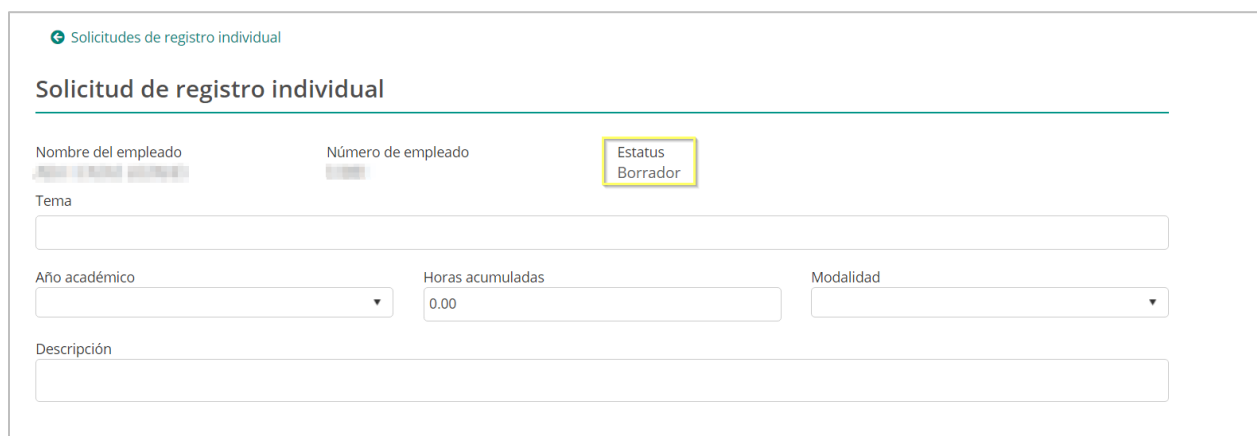 Solicitudes de registro individual
Solicitud de registro individual
Nombre del empleado Número de empleado Estatus
Borrador
Tema
Año académico Horas acumuladas Modalidad
0.00
Descripción